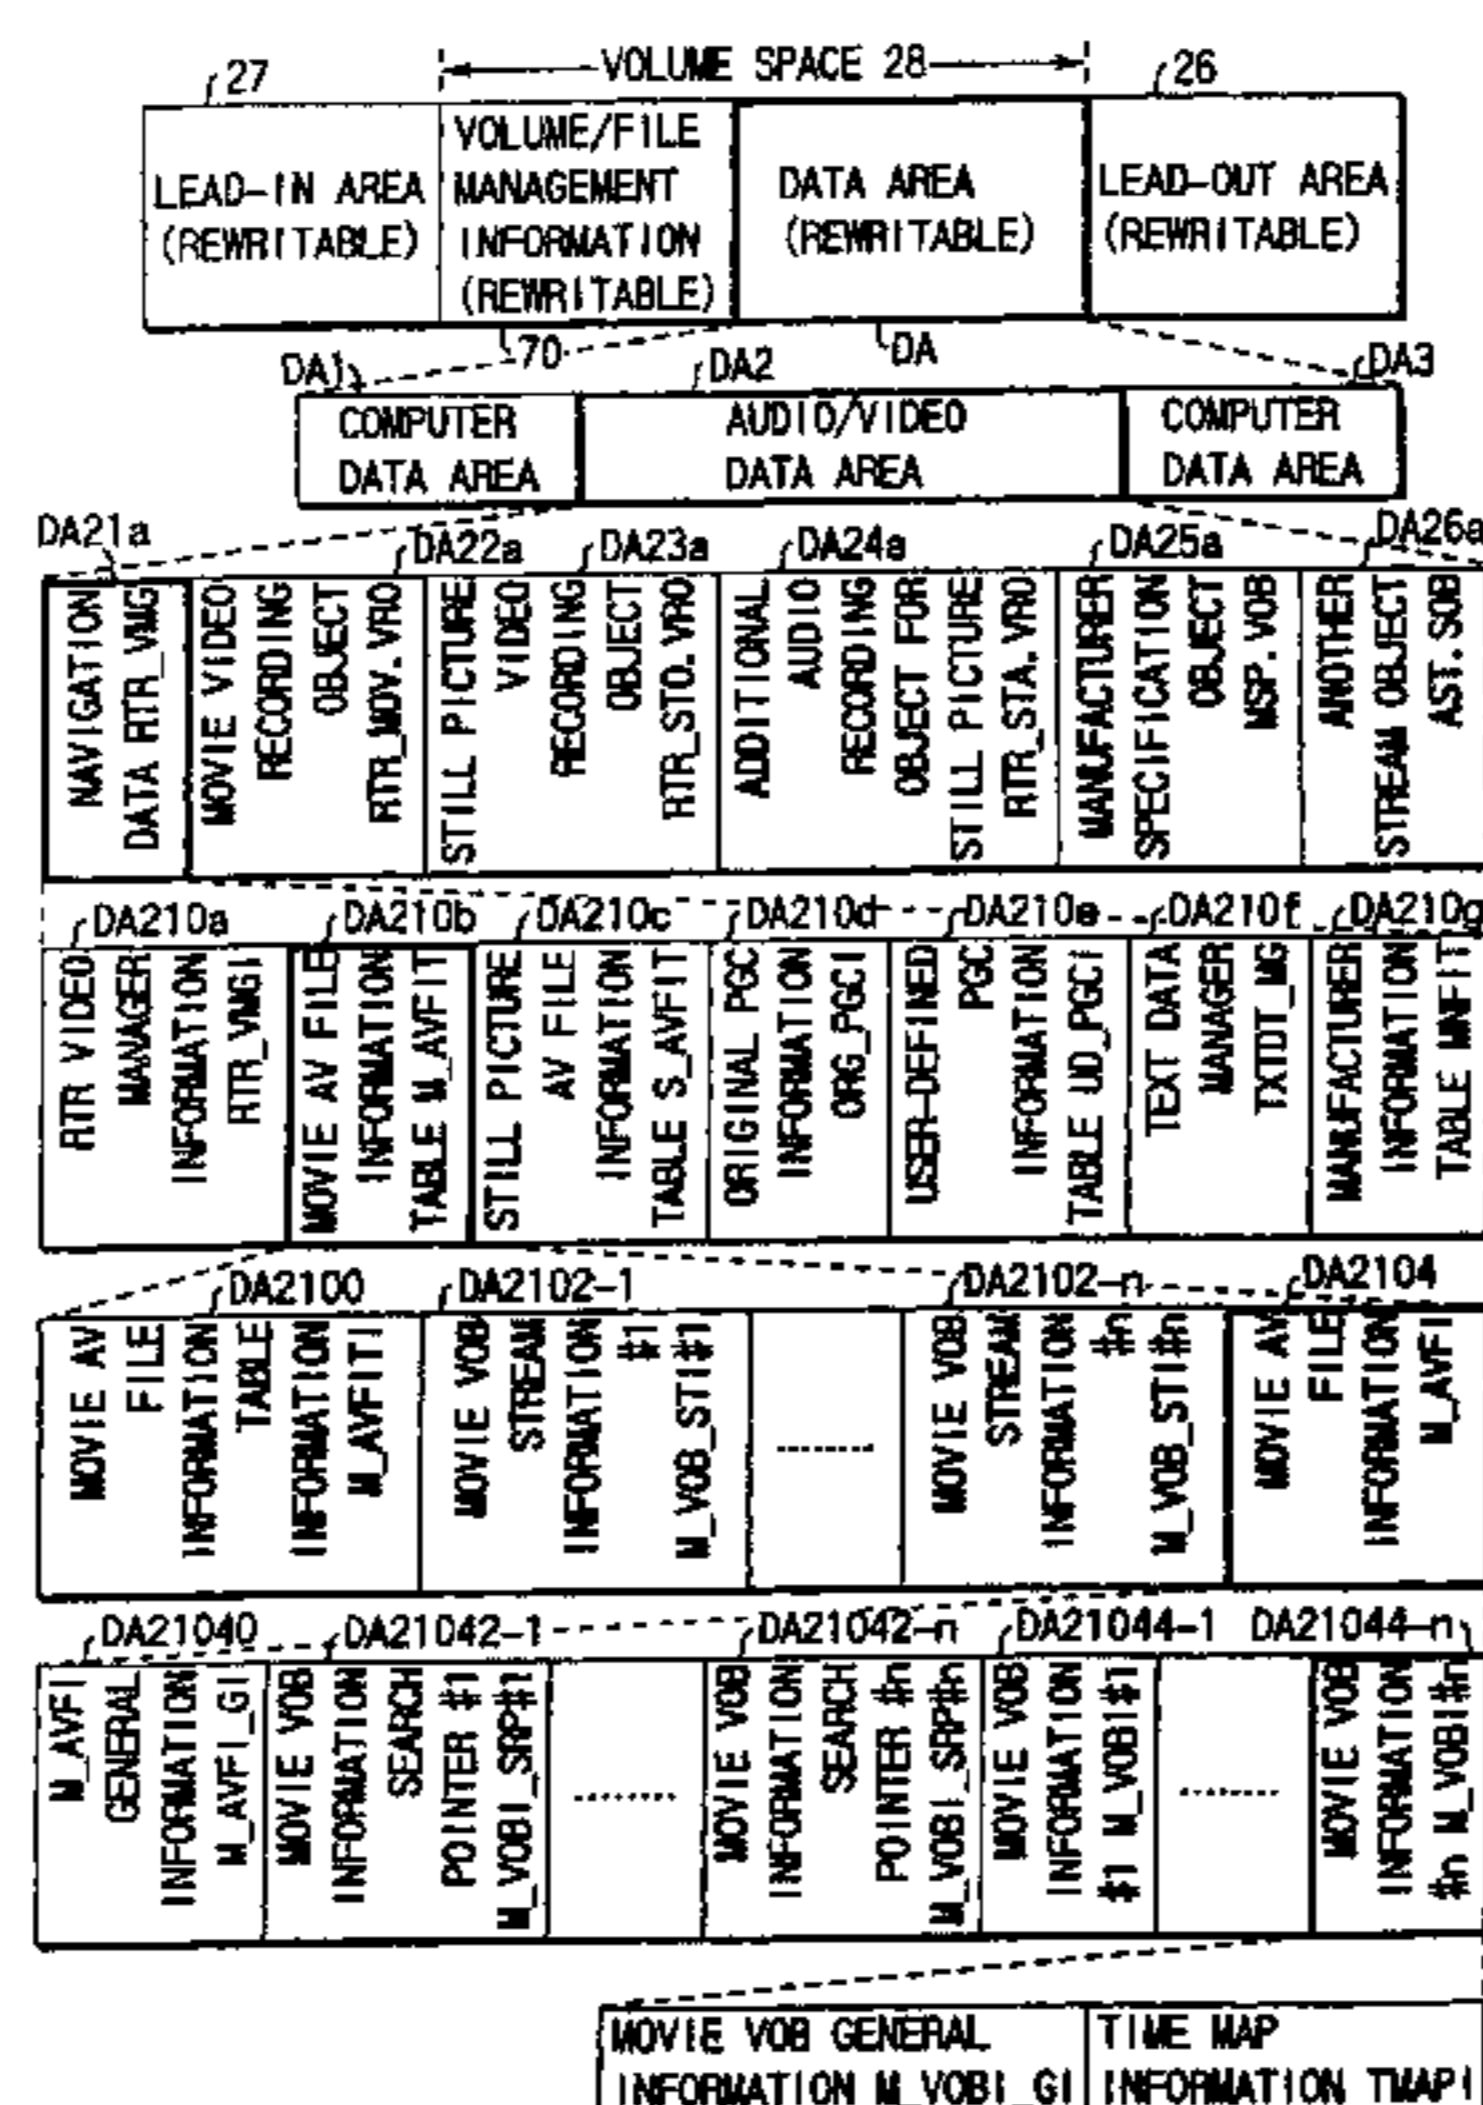 VOLUME SPACE 28
27
26
LEAD-IN AREA
(REWRITABLE)
VOLUME/FILE
MANAGEMENT
INFORMATION
(REWRITABLE)
DATA AREA
(REWRITABLE)
LEAD-OUT AREA
(REWRITABLE)
70
DA
DA1
DA2
DA3
COMPUTER
DATA AREA
AUDIO/VIDEO
DATA AREA
COMPUTER
DATA AREA
DA21a
DA22a
DA23a
DA24a
DA25a
DA26a
NAVIGATION
DATA RTR_VMG
MOVIE VIDEO
RECORDING
OBJECT
RTR_MOV.VRO
STILL PICTURE
VIDEO
RECORDING
OBJECT
RTR_STO.VRO
ADDITIONAL
AUDIO
RECORDING
OBJECT FOR
STILL PICTURE
RTR_STA.VRO
MANUFACTURER
SPECIFICATION
OBJECT
MSP.VOB
ANOTHER
STREAM OBJECT
AST.SOB
DA210a
DA210b
DA210c
DA210d
DA210e
DA210f
DA210g
RTR VIDEO
MANAGER
INFORMATION
RTR_VMGI
MOVIE AV FILE
INFORMATION
TABLE M_AVFIT
STILL PICTURE
AV FILE
INFORMATION
TABLE S_AVFIT
ORIGINAL PGC
INFORMATION
ORG_PGCI
USER-DEFINED
PGC
INFORMATION
TABLE UD_PGCI
TEXT DATA
MANAGER
TXTDT_MG
MANUFACTURER
INFORMATION
TABLE MNFIT
DA2100
DA2102-1
DA2102-n
DA2104
MOVIE AV
FILE
INFORMATION
TABLE
INFORMATION
M_AVFITI
MOVIE VOB
STREAM
INFORMATION
#1
M_VOB_STI#1
MOVIE VOB
STREAM
INFORMATION
#n
M_VOB_STI#n
MOVIE AV
FILE
INFORMATION
M_AVFI
DA21040
DA21042-1
DA21042-n
DA21044-1
DA21044-n
M_AVFI
GENERAL
INFORMATION
M_AVFI_GI
MOVIE VOB
INFORMATION
SEARCH
POINTER #1
M_VOBI_SRP#1
MOVIE VOB
INFORMATION
SEARCH
POINTER #n
M_VOBI_SRP#n
MOVIE VOB
INFORMATION
#1 M_VOBI#1
MOVIE VOB
INFORMATION
#n M_VOBI#n
MOVIE VOB GENERAL
INFORMATION M_VOBI_GI
TIME MAP
INFORMATION TMAPI